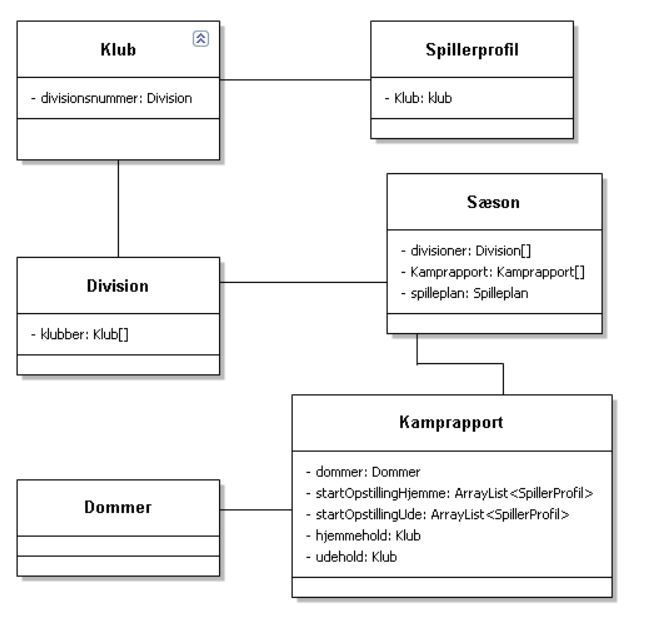 Klub
- divisionsnummer: Division
Spillerprofil
- Klub: klub
Sæson
- divisioner: Division[]
- Kamprapport: Kamprapport[]
- spilleplan: Spilleplan
Division
- klubber: Klub[]
Kamprapport
- dommer: Dommer
- startOpstillingHjemme: ArrayList<SpillerProfil>
- startOpstillingUde: ArrayList<SpillerProfil>
- hjemmehold: Klub
- udehold: Klub
Dommer